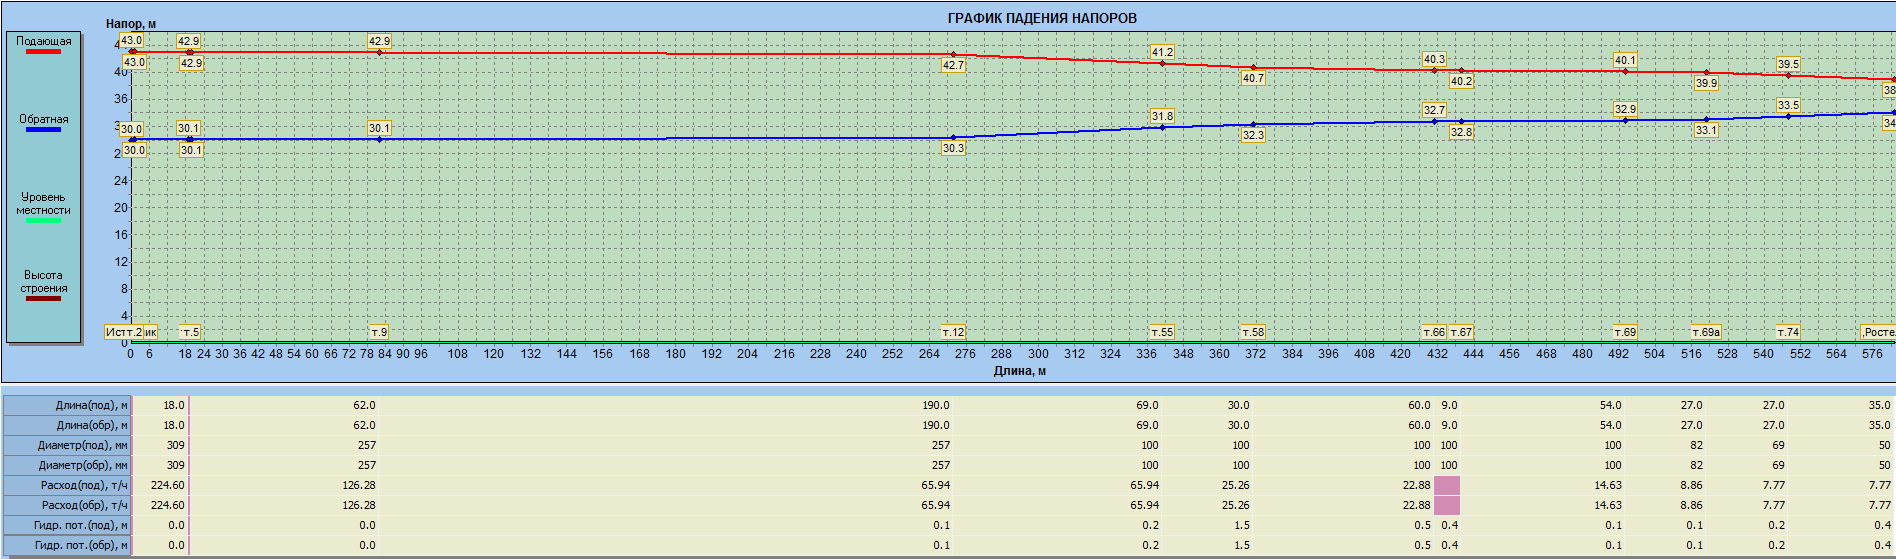 ГРАФИК ПАДЕНИЯ НАПОРОВ
Напор, м
Подающая
Обратная
Уровень
местности
Высота
строения
43.0 42.9 42.9 41.2 40.3 40.1 39.5
43.0 42.9 42.7 40.7 40.2 39.9 38
30.0 30.1 30.1 31.8 32.7 32.9 33.5
30.0 30.1 30.3 32.3 32.8 33.1 34
40
36
24
20
16
12
8
4
0
т.2 т.5 т.9 т.12 т.55 т.58 т.66 т.67 т.69 т.69а т.74 ,Росте.
0 6 18 24 30 36 42 48 54 60 66 72 78 84 90 96 108 120 132 144 156 168 180 192 204 216 228 240 252 264 276 288 300 312 324 336 348 360 372 384 396 408 420 432 444 456 468 480 492 504 516 528 540 552 564 576
Длина, м
Длина(под), м 18.0 62.0 190.0 69.0 30.0 60.0 9.0 54.0 27.0 27.0 35.0
Длина(обр), м 18.0 62.0 190.0 69.0 30.0 60.0 9.0 54.0 27.0 27.0 35.0
Диаметр(под), мм 309 257 257 100 100 100 100 100 82 69 50
Диаметр(обр), мм 309 257 257 100 100 100 100 100 82 69 50
Расход(под), т/ч 224.60 126.28 65.94 65.94 25.26 22.88 14.63 8.86 7.77 7.77
Расход(обр), т/ч 224.60 126.28 65.94 65.94 25.26 22.88 14.63 8.86 7.77 7.77
Гидр. пот.(под), м 0.0 0.0 0.1 0.2 1.5 0.5 0.4 0.1 0.1 0.2 0.4
Гидр. пот.(обр), м 0.0 0.0 0.1 0.2 1.5 0.5 0.4 0.1 0.1 0.2 0.4